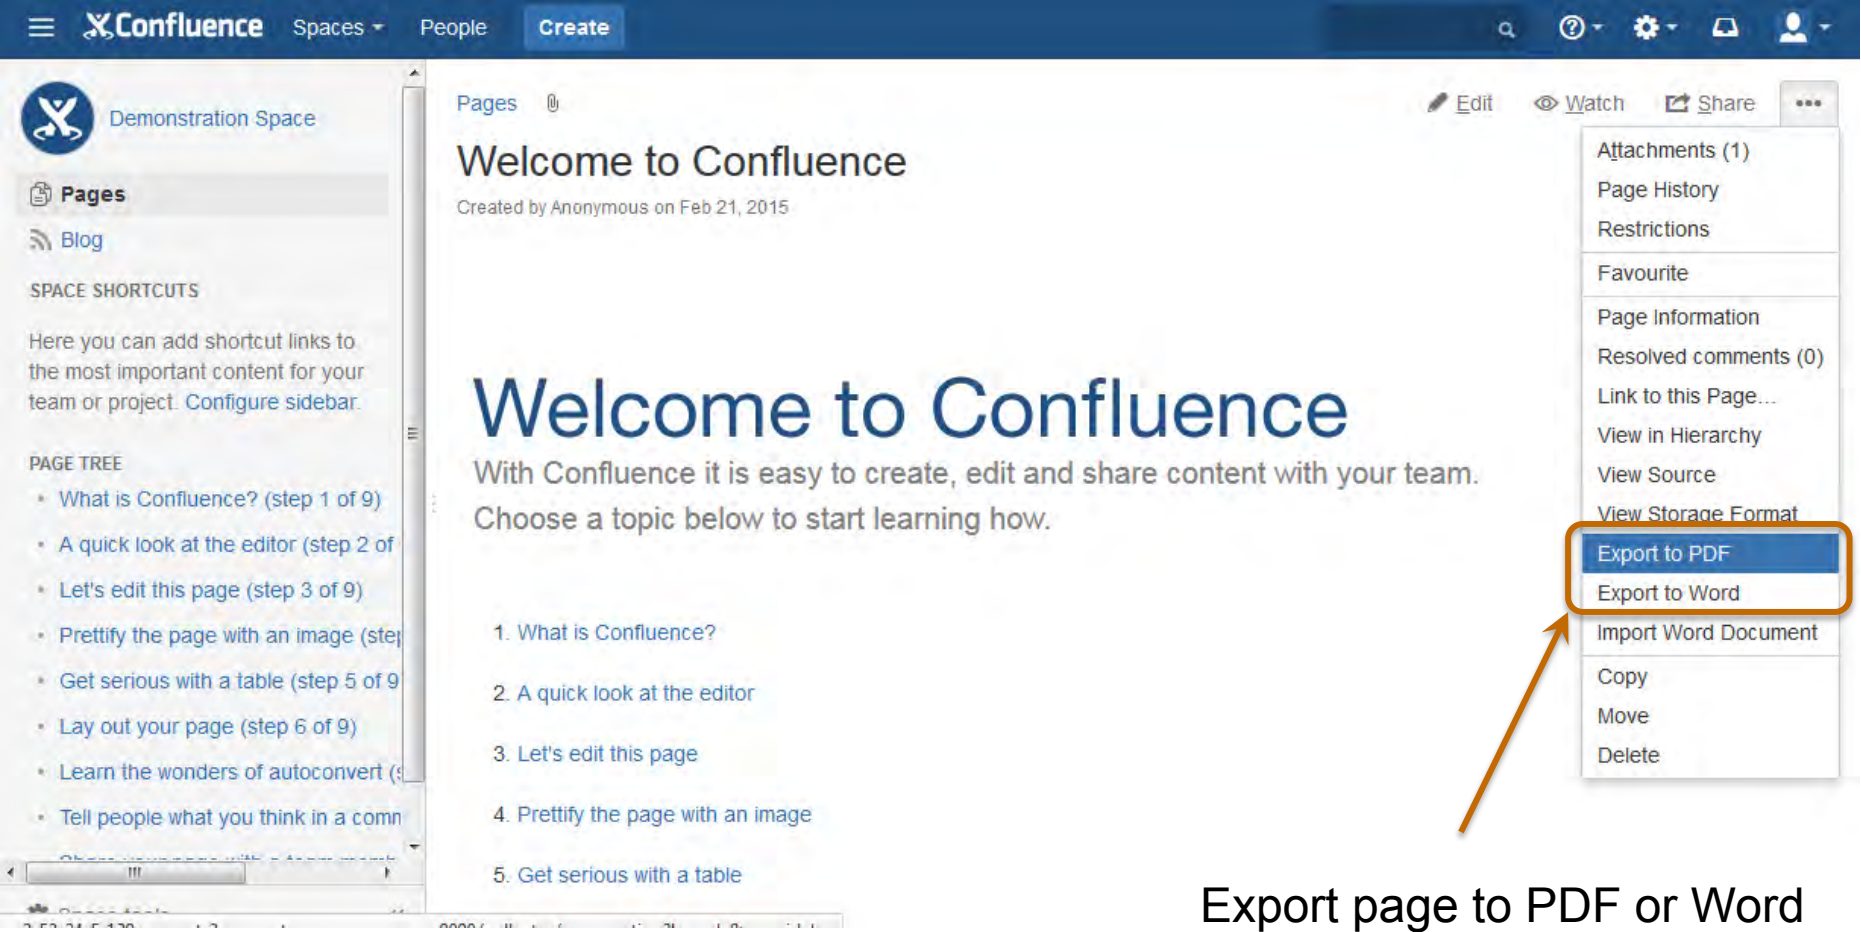 Confluence Spaces People Create
Demonstration Space
Pages
Blog
SPACE SHORTCUTS
Here you can add shortcut links to
the most important content for your
team or project. Configure sidebar.
PAGE TREE
What is Confluence? (step 1 of 9)
A quick look at the editor (step 2 of
Let's edit this page (step 3 of 9)
Prettify the page with an image (step
Get serious with a table (step 5 of 9
Lay out your page (step 6 of 9)
Learn the wonders of autoconvert (s
Tell people what you think in a comm
Pages
Edit Watch Share
Welcome to Confluence
Created by Anonymous on Feb 21, 2015
Welcome to Confluence
With Confluence it is easy to create, edit and share content with your team.
Choose a topic below to start learning how.
1. What is Confluence?
2. A quick look at the editor
3. Let's edit this page
4. Prettify the page with an image
5. Get serious with a table
Attachments (1)
Page History
Restrictions
Favourite
Page Information
Resolved comments (0)
Link to this Page...
View in Hierarchy
View Source
View Storage Format
Export to PDF
Export to Word
Import Word Document
Copy
Move
Delete
Export page to PDF or Word